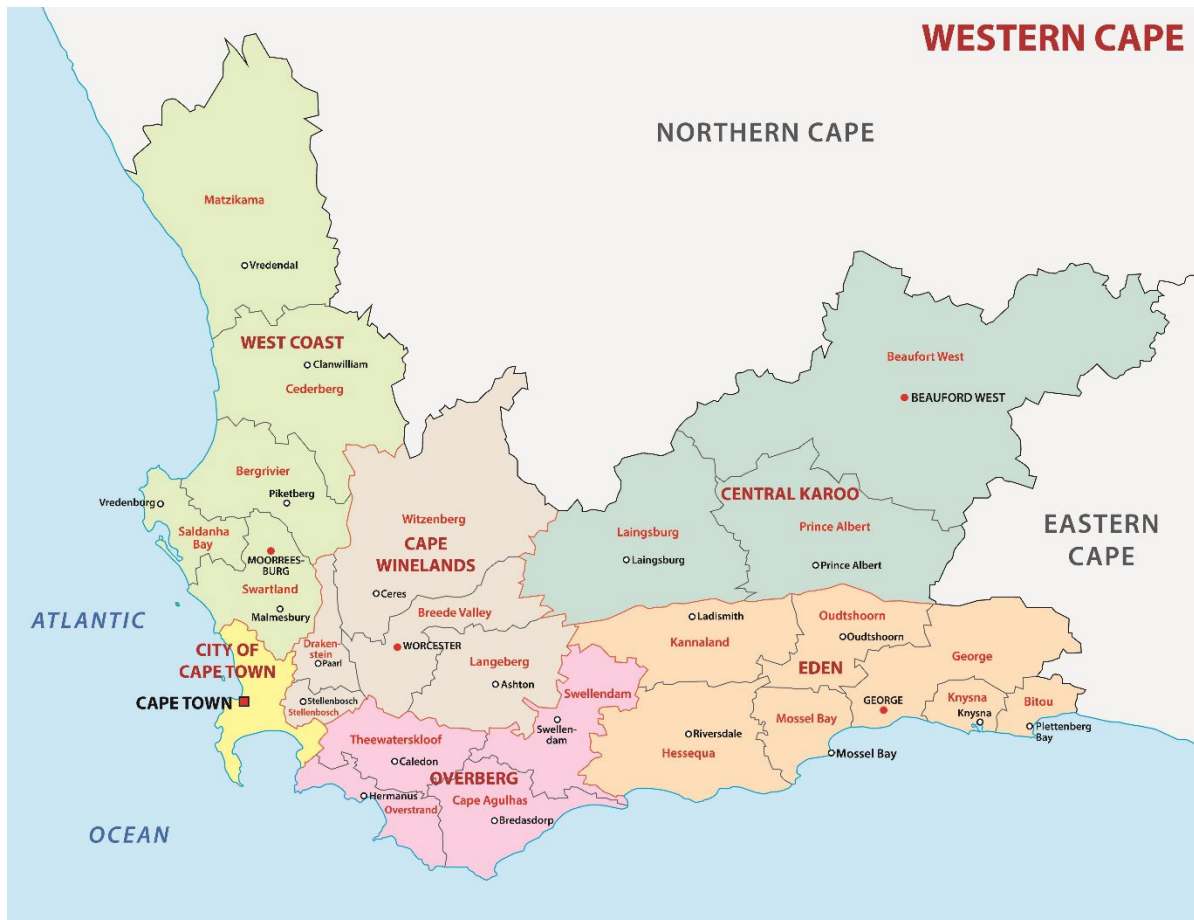 WESTERN CAPE
NORTHERN CAPE
Matzikama
Vredendal
WEST COAST
Clanwilliam
Cederberg
Beaufort West
BEAUFORD WEST
Bergrivier
Piketberg
Vredenburg
Saldanha
Bay
MOORREES-
BURG
Swartland
Malmesbury
Witzenberg
CAPE
WINELANDS
Ceres
Breede Valley
CENTRAL KAROO
Laingsburg
Laingsburg
Prince Albert
Prince Albert
EASTERN
CAPE
ATLANTIC
CITY OF
CAPE TOWN
CAPE TOWN
Draken-
stein
Paarl
WORCESTER
Langeberg
Ashton
Stellenbosch
Stellenbosch
Ladismith
Kannaland
Oudtshoorn
Oudtshoorn
EDEN
George
GEORGE
Knysna
Knysna
Bitou
Plettenberg
Bay
Mossel Bay
Mossel Bay
Riversdale
Hessequa
Swellendam
Swellen-
dam
Theewaterskloof
Caledon
OVERBERG
Hermanus
Overstrand
Cape Agulhas
Bredasdorp
OCEAN